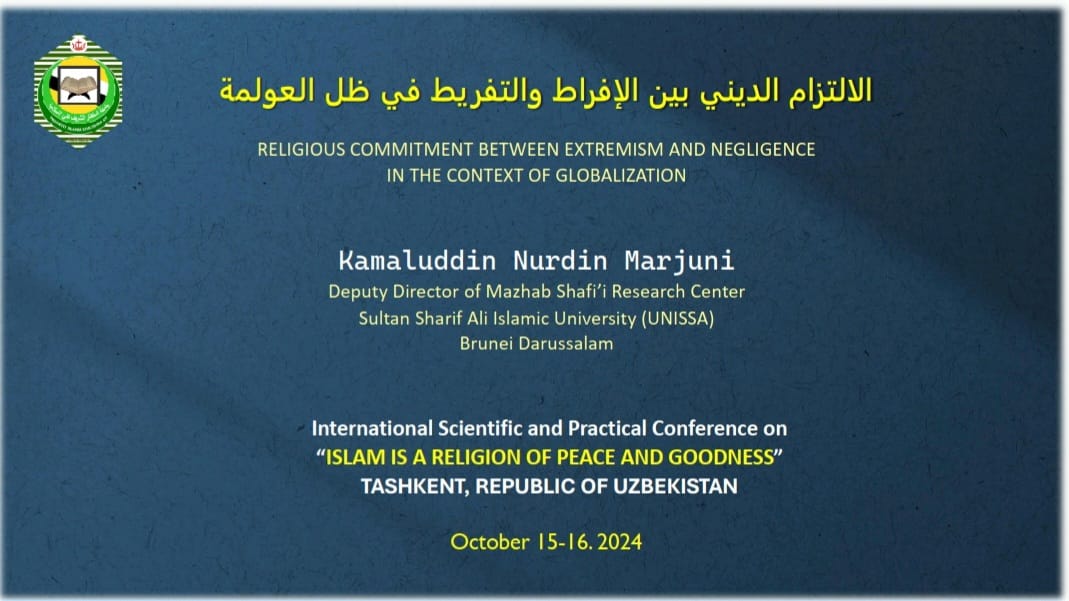 الالتزام الديني بين الإفراط والتفريط في ظل العولمة
RELIGIOUS COMMITMENT BETWEEN EXTREMISM AND NEGLIGENCE
IN THE CONTEXT OF GLOBALIZATION
Kamaluddin Nurdin Marjuni
Deputy Director of Mazhab Shafi’i Research Center
Sultan Sharif Ali Islamic University (UNISSA)
Brunei Darussalam
International Scientific and Practical Conference on
“ISLAM IS A RELIGION OF PEACE AND GOODNESS”
TASHKENT, REPUBLIC OF UZBEKISTAN
October 15-16. 2024